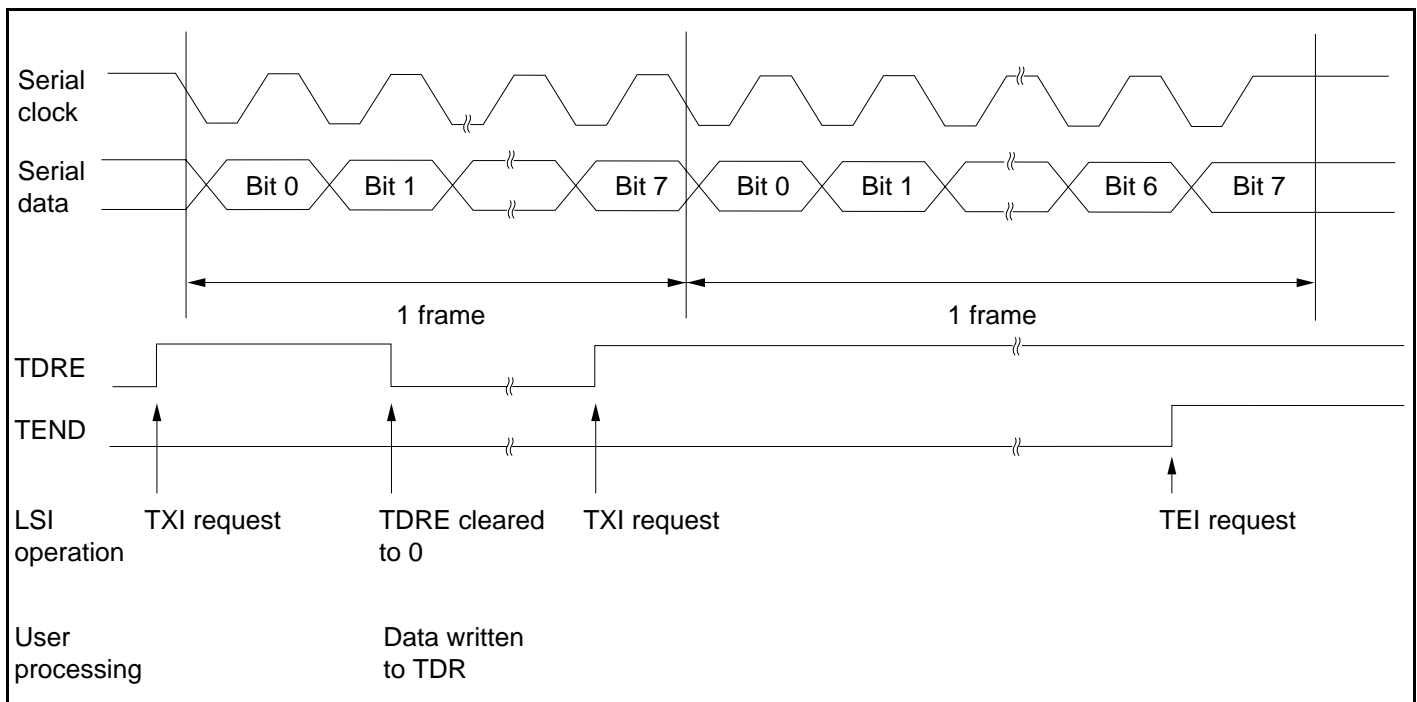 Serial
clock
Serial
data
Bit 0
Bit 1
Bit 7
Bit 0
Bit 1
Bit 6
Bit 7
1 frame
1 frame
TDRE
TEND
LSI
operation
TXI request
TDRE cleared
to 0
TXI request
TEI request
User
processing
Data written
to TDR